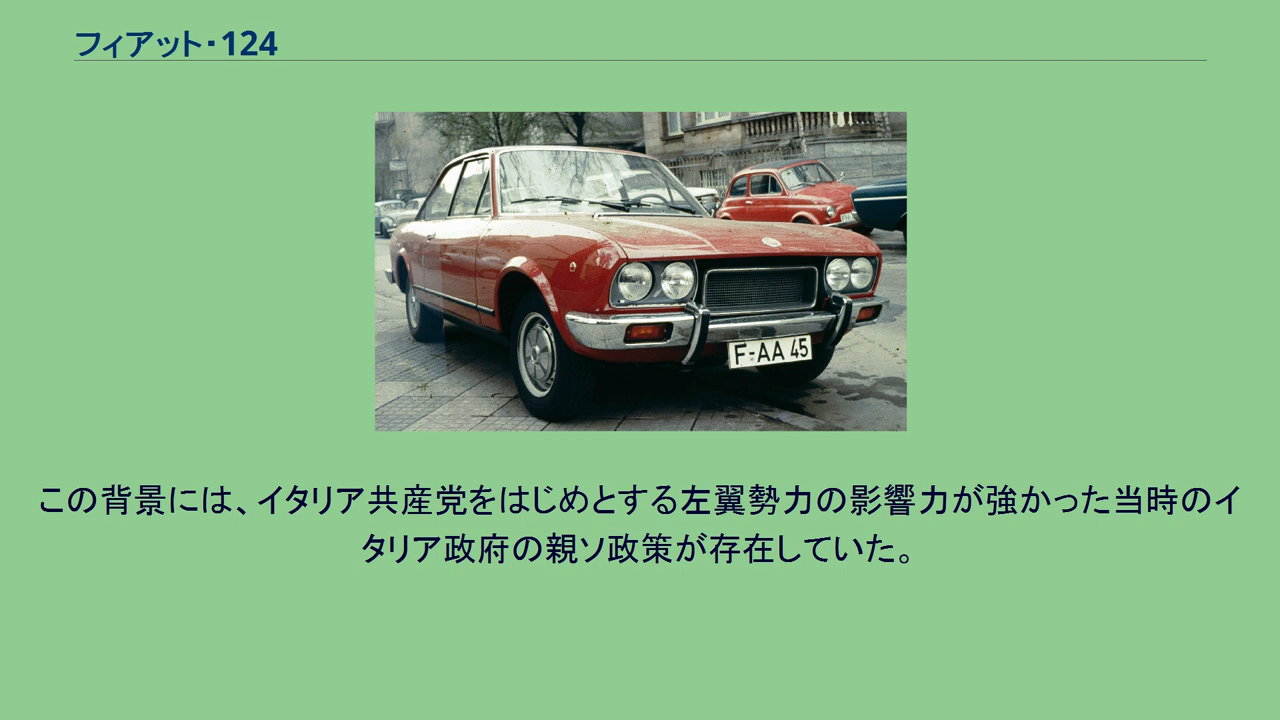 フィアット・124
F-AA 45
この背景には、イタリア共産党をはじめとする左翼勢力の影響力が強かった当時のイ
タリア政府の親ソ政策が存在していた。